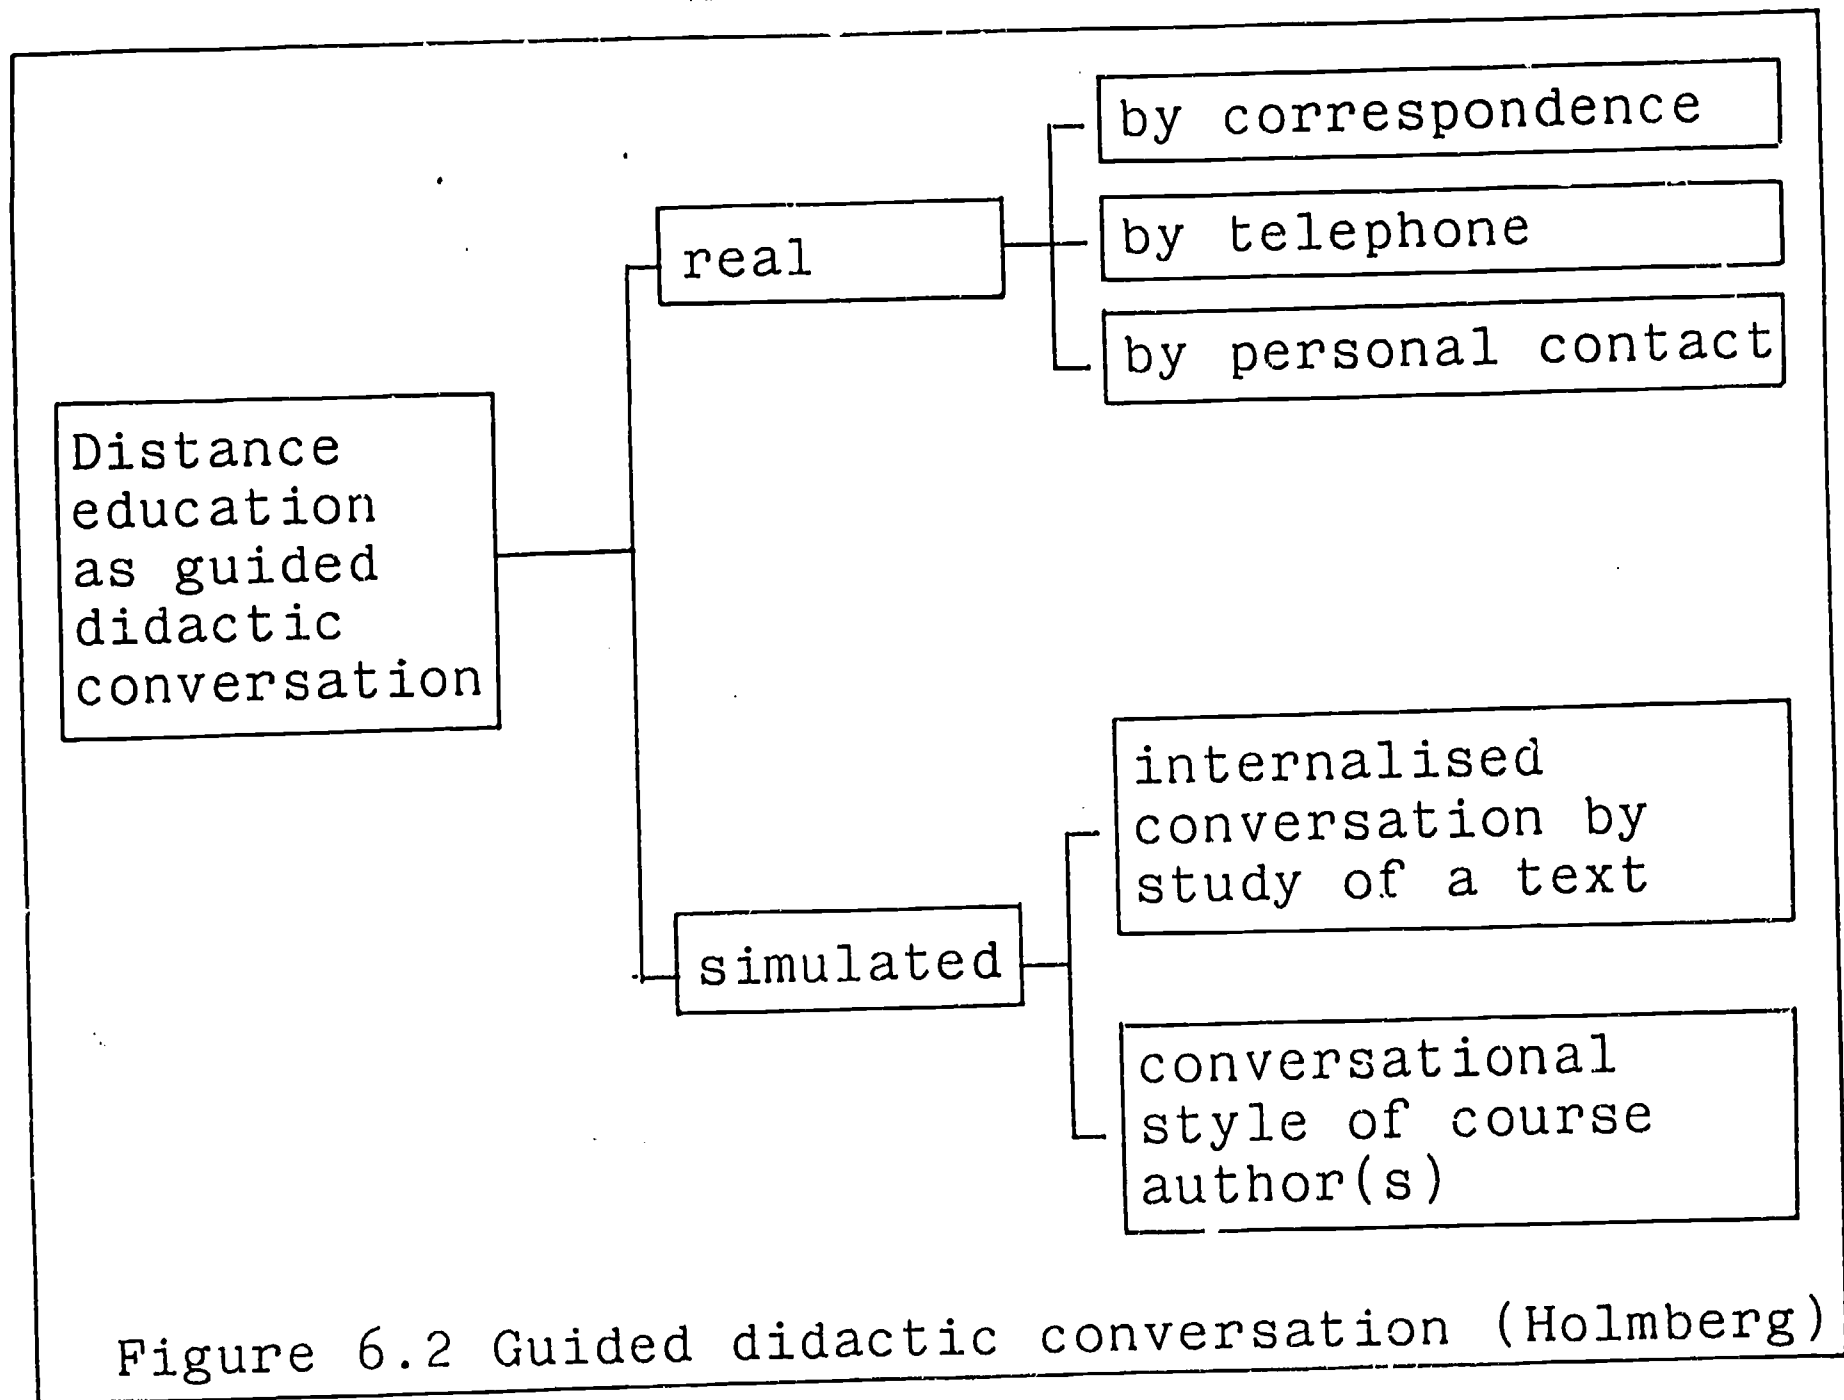 Distance
education
as guided
didactic
conversation
real
by correspondence
by telephone
by personal contact
simulated
internalised
conversation by
study of a text
conversational
style of course
author(s)
Figure 6.2 Guided didactic conversation (Holmberg)